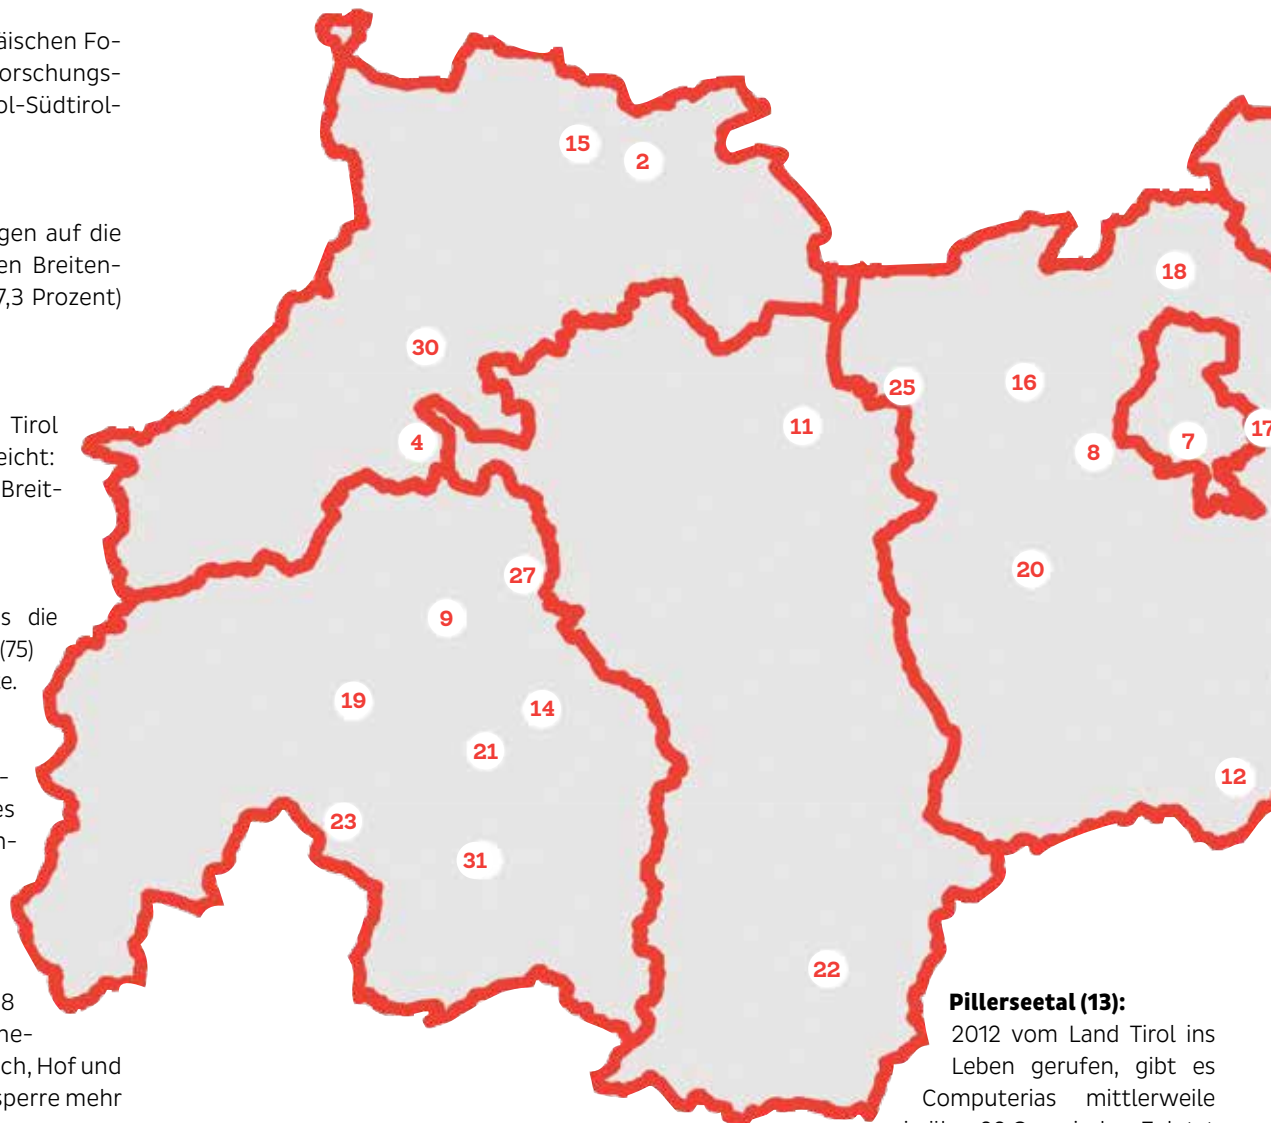 äischen Fo-
orschungs-
ol-Südtirol-
gen auf die
en Breiten-
7,3 Prozent)
Tirol
eicht:
Breit-
s die
(75)
e.
-
es
n-
8
ne-
ch, Hof und
sperre mehr
15
2
18
30
25
16
11
4
8
7
17
27
20
9
19
14
21
12
23
31
22
Pillerseetal (13):
2012 vom Land Tirol ins
Leben gerufen, gibt es
Computerias mittlerweile